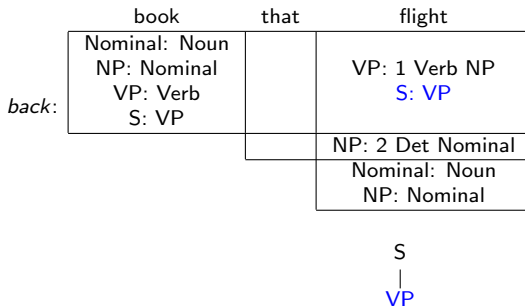 book that flight
Nominal: Noun
NP: Nominal
VP: Verb
S: VP
back:
VP: 1 Verb NP
S: VP
NP: 2 Det Nominal
Nominal: Noun
NP: Nominal
S
VP